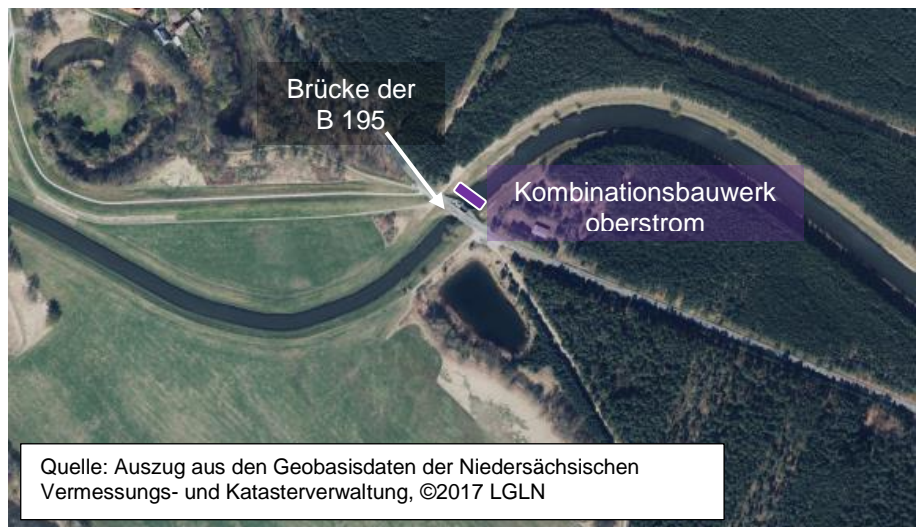 Brücke der
B 195
Kombinationsbauwerk
oberstrom
Quelle: Auszug aus den Geobasisdaten der Niedersächsischen
Vermessungs- und Katasterverwaltung, ©2017 LGLN